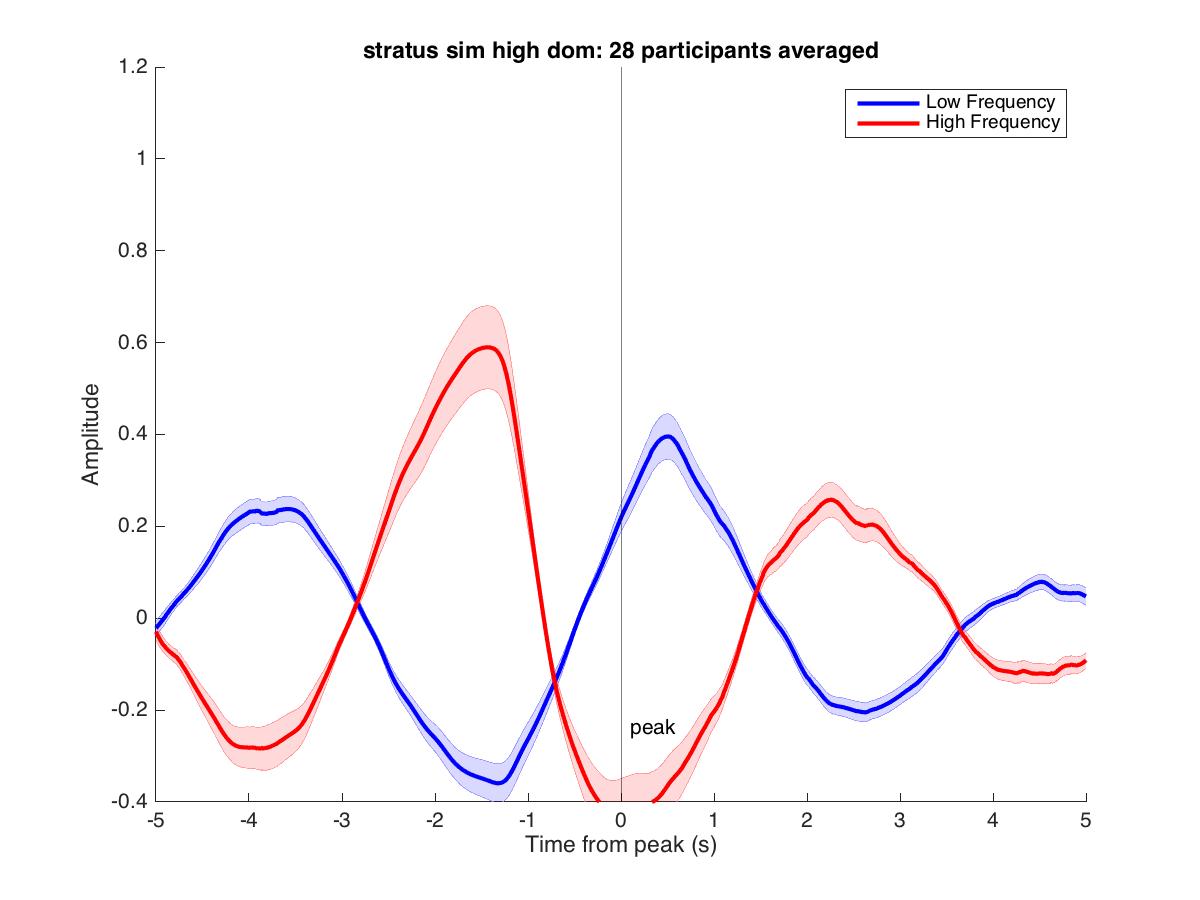 stratus sim high dom: 28 participants averaged
Low Frequency
High Frequency
Amplitude
1.2
1
0.8
0.6
0.4
0.2
0
-0.2
-0.4
peak
-5 -4 -3 -2 -1 0 1 2 3 4 5
Time from peak (s)